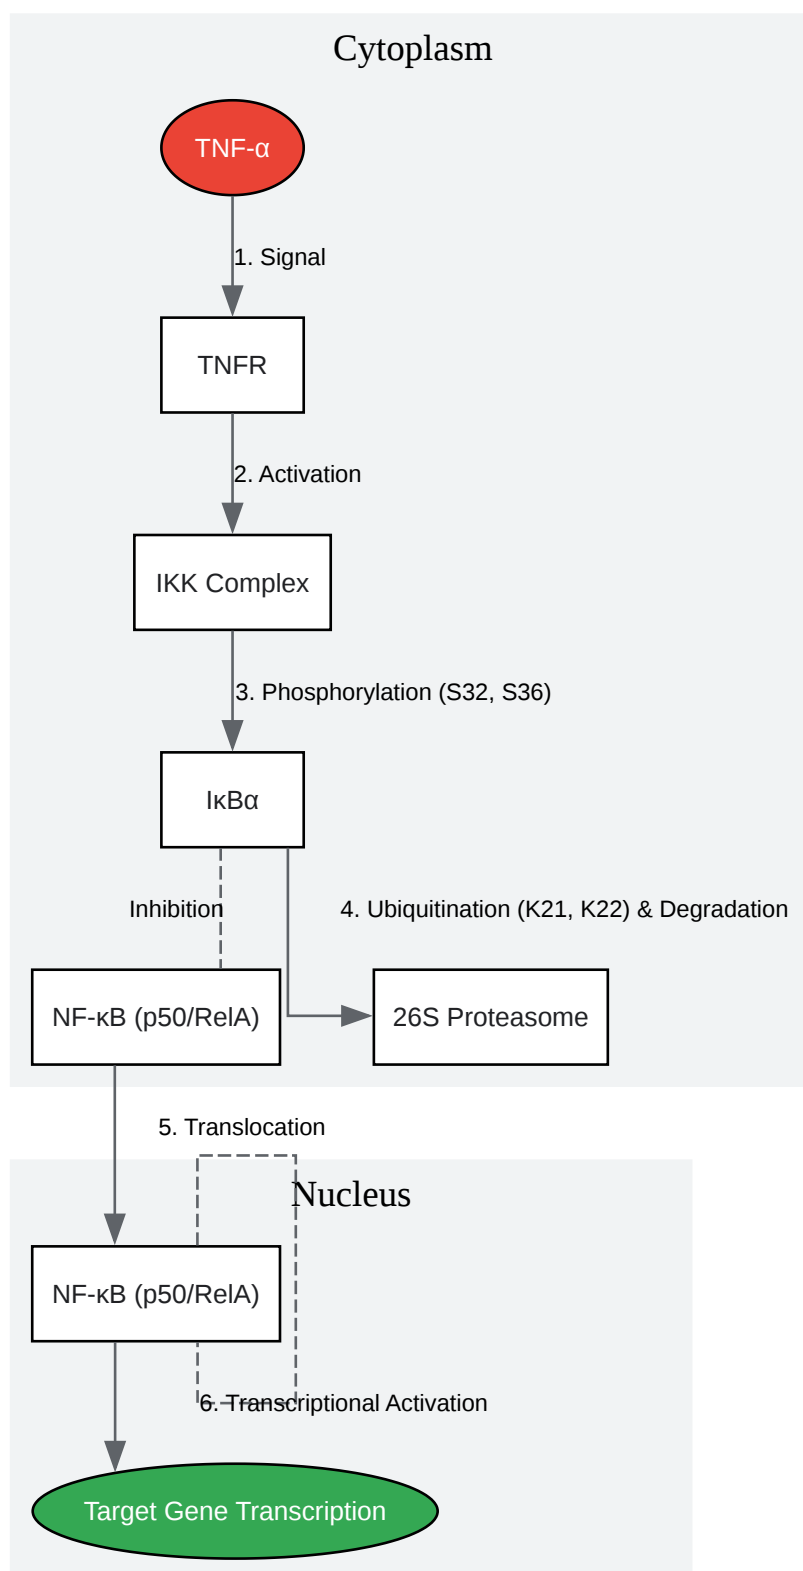 Cytoplasm
TNF-α
1. Signal
TNFR
2. Activation
IKK Complex
3. Phosphorylation (S32, S36)
IκBα
Inhibition
4. Ubiquitination (K21, K22) & Degradation
NF-κB (p50/RelA)
26S Proteasome
5. Translocation
Nucleus
NF-κB (p50/RelA)
6. Transcriptional Activation
Target Gene Transcription